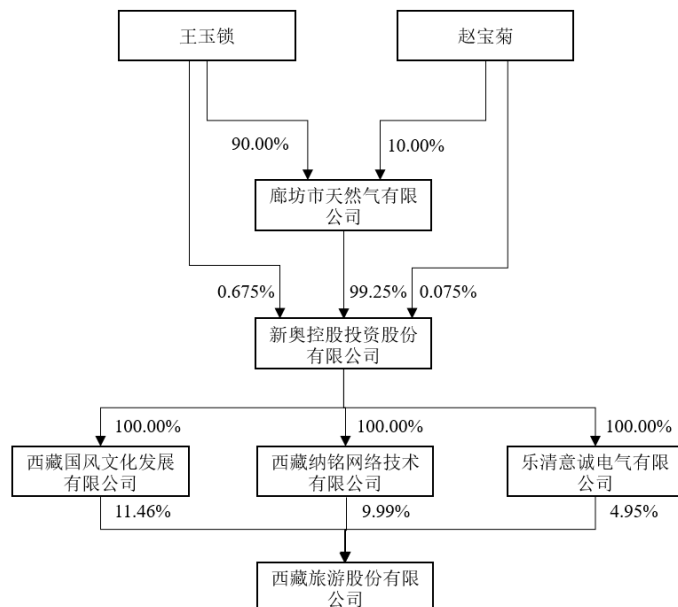 王玉锁
赵宝菊
90.00%
10.00%
廊坊市天然气有限
公司
0.675%
99.25%
0.075%
新奥控股投资股份
有限公司
100.00%
100.00%
100.00%
西藏国风文化发展
有限公司
西藏纳铭网络技术
有限公司
乐清意诚电气有限
公司
11.46%
9.99%
4.95%
西藏旅游股份有限
公司